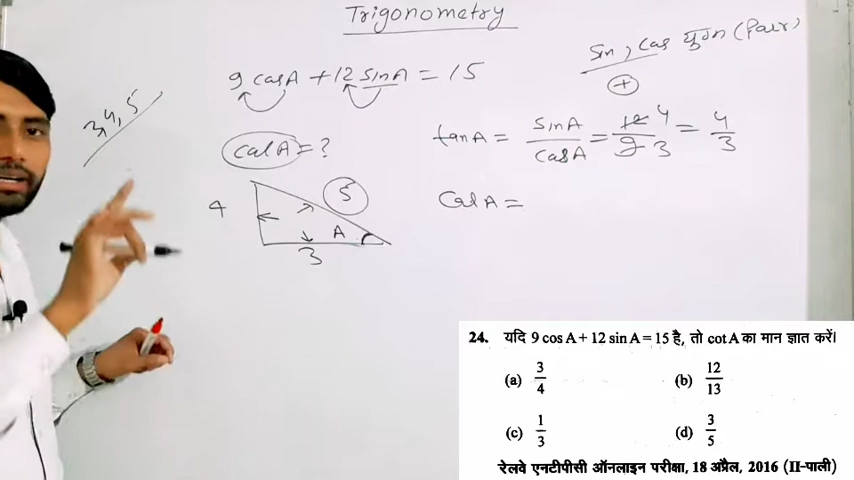 Trigonometry
sin, cos युग्म (Pair)
+
9 cosA + 12 sinA = 15
3, 4, 5
cotA = ?
tanA = sinA/cosA = 12/9 4/3 = 4/3
4
5
A
3
CotA =
24. यदि 9 cos A + 12 sin A = 15 है, तो cot A का मान ज्ञात करें।
(a) 3/4 (b) 12/13
(c) 1/3 (d) 3/5
रेलवे एनटीपीसी ऑनलाइन परीक्षा, 18 अप्रैल, 2016 (II-पाली)